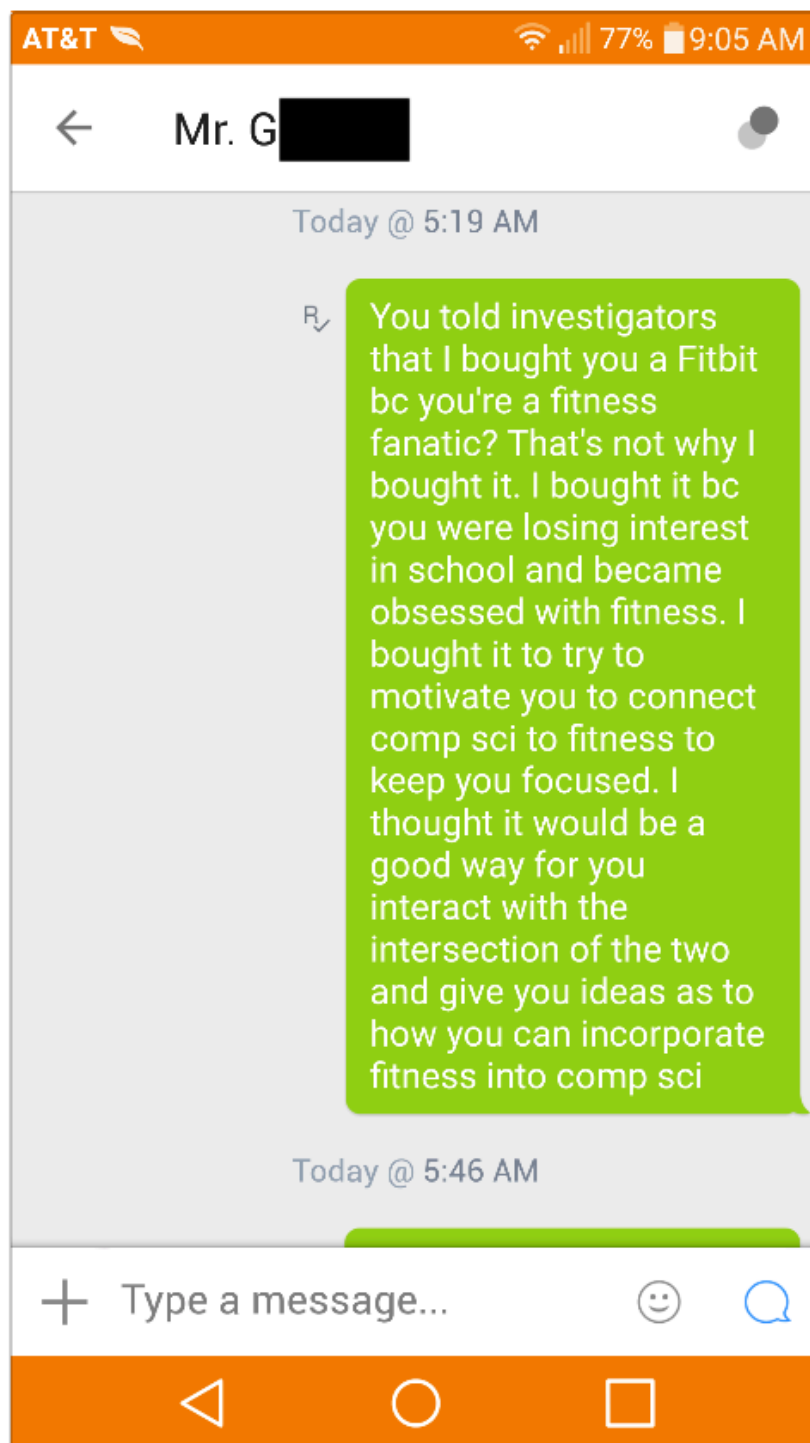 AT&T 77% 9:05 AM
Mr. G
Today @ 5:19 AM
R
You told investigators
that I bought you a Fitbit
bc you're a fitness
fanatic? That's not why I
bought it. I bought it bc
you were losing interest
in school and became
obsessed with fitness. I
bought it to try to
motivate you to connect
comp sci to fitness to
keep you focused. I
thought it would be a
good way for you
interact with the
intersection of the two
and give you ideas as to
how you can incorporate
fitness into comp sci
Today @ 5:46 AM
Type a message...